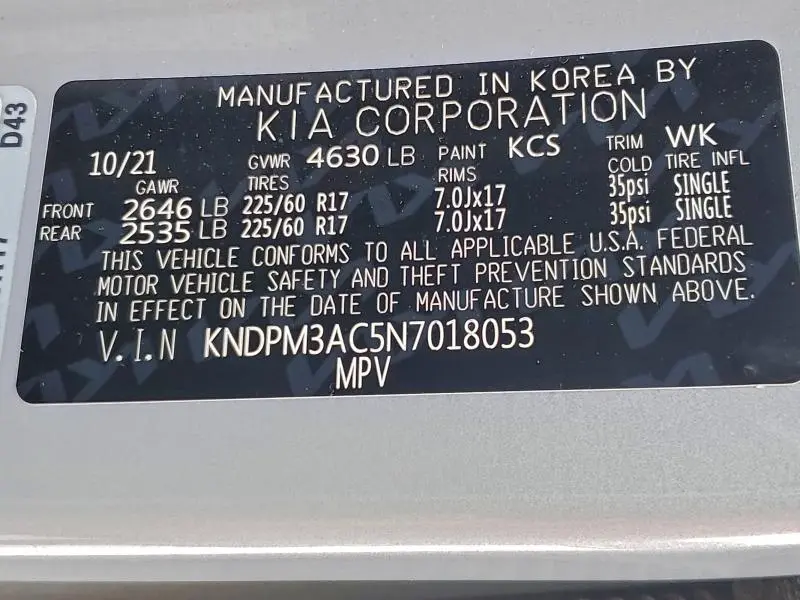 MANUFACTURED IN KOREA BY
KIA CORPORATION
10/21 GVWR 4630 LB PAINT KCS TRIM WK
GAWR TIRES RIMS COLD TIRE INFL
FRONT 2646 LB 225/60 R17 7.0Jx17 35psi SINGLE
REAR 2535 LB 225/60 R17 7.0Jx17 35psi SINGLE
THIS VEHICLE CONFORMS TO ALL APPLICABLE U.S.A. FEDERAL
MOTOR VEHICLE SAFETY AND THEFT PREVENTION STANDARDS
IN EFFECT ON THE DATE OF MANUFACTURE SHOWN ABOVE.
V.I.N KNDPM3AC5N7018053
MPV
D43